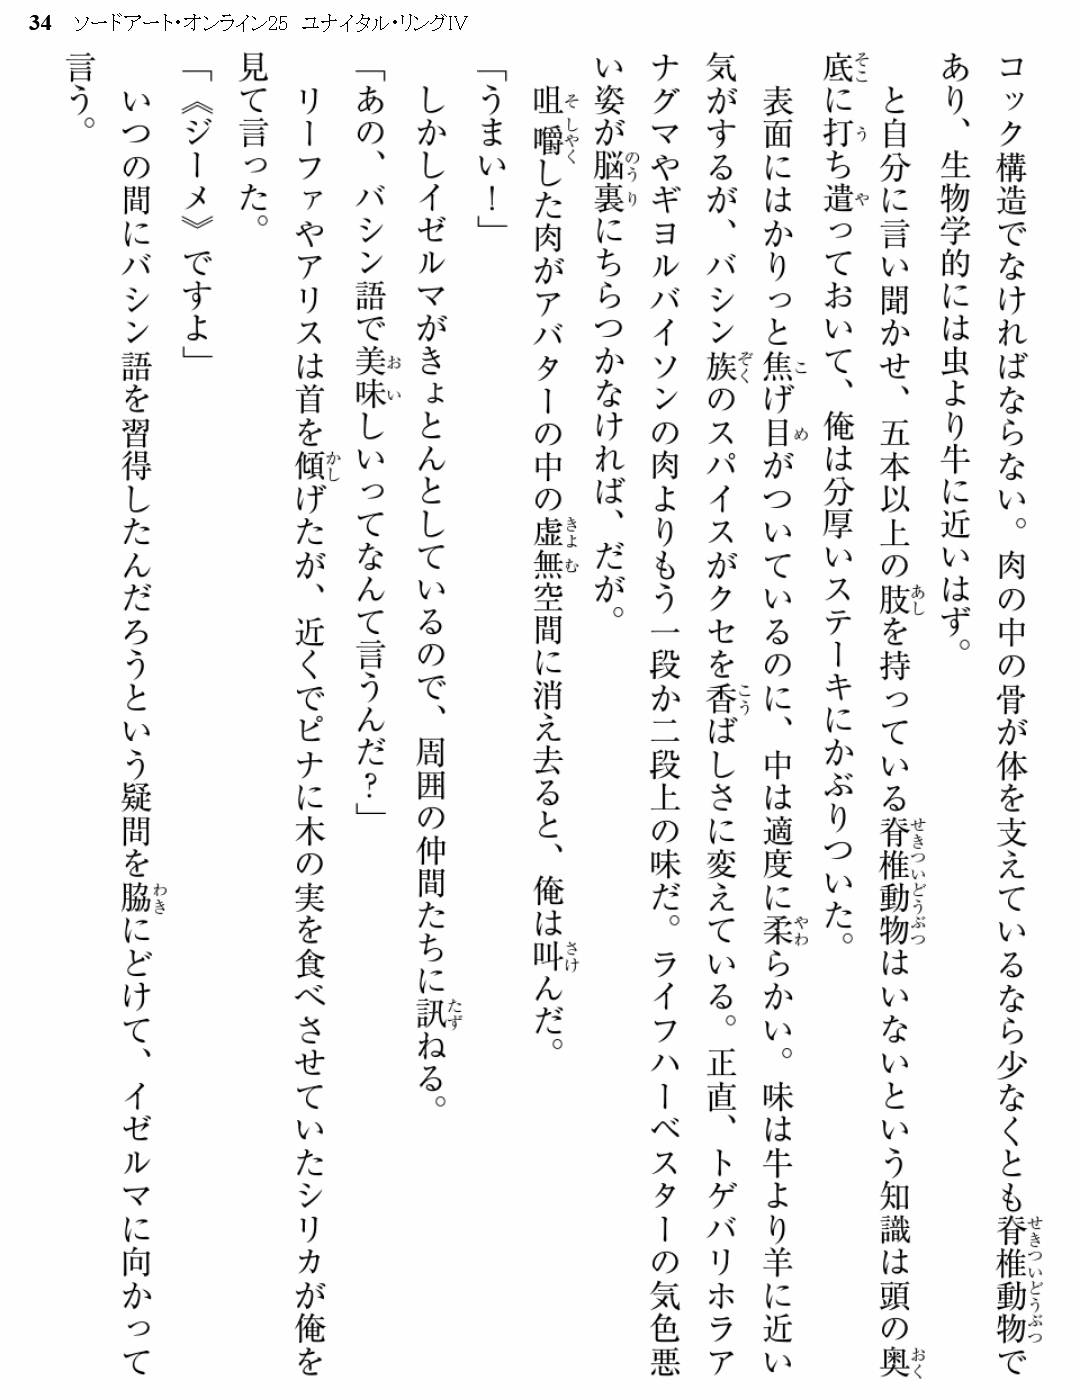 34 ソードアート・オンライン25 ユナイタル・リングⅣ
コック構造でなければならない。肉の中の骨が体を支えているなら少なくとも脊椎動物で
あり、生物学的には虫より牛に近いはず。
と自分に言い聞かせ、五本以上の肢を持っている脊椎動物はいないという知識は頭の奥
底に打ち遣っておいて、俺は分厚いステーキにかぶりついた。
表面にはかりっと焦げ目がついているのに、中は適度に柔らかい。味は牛より羊に近い
気がするが、バシン族のスパイスがクセを香ばしさに変えている。正直、トゲバリホラア
ナグマやギヨルバイソンの肉よりもう一段か二段上の味だ。ライフハーベスターの気色悪
い姿が脳裏にちらつかなければ、だが。
咀嚼した肉がアバターの中の虚無空間に消え去ると、俺は叫んだ。
「うまい！」
しかしイゼルマがきょとんとしているので、周囲の仲間たちに訊ねる。
「あの、バシン語で美味しいってなんて言うんだ？」
リーファやアリスは首を傾げたが、近くでピナに木の実を食べさせていたシリカが俺を
見て言った。
「《ジーメ》ですよ」
いつの間にバシン語を習得したんだろうという疑問を脇にどけて、イゼルマに向かって
言う。